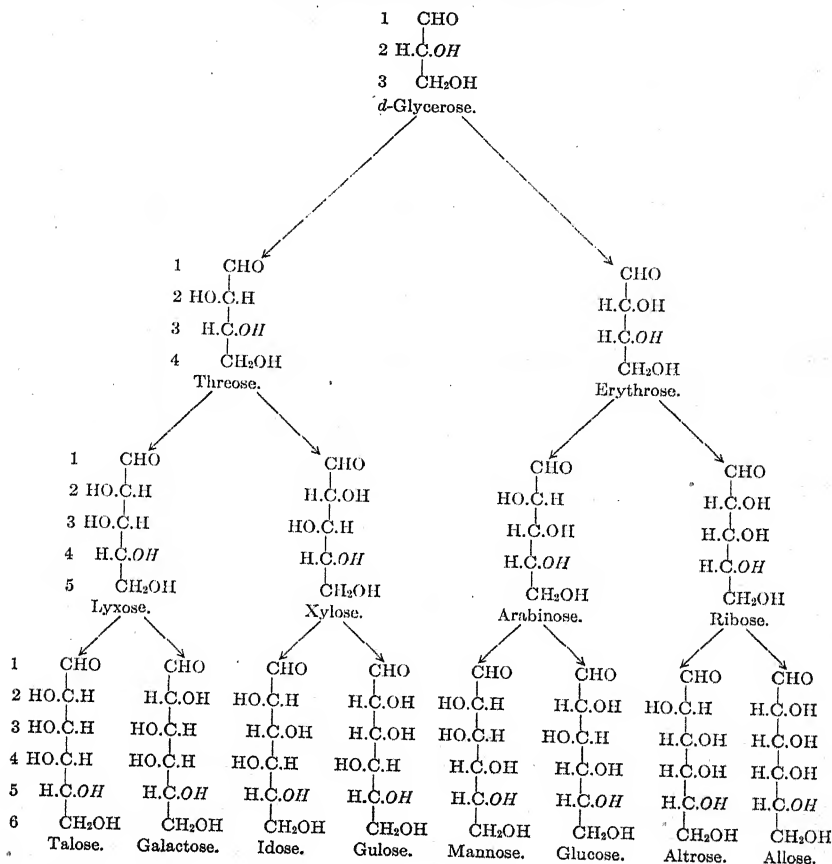 1 CHO
2 H.C.OH
3 CH₂OH
d-Glycerose.
1 CHO CHO
2 HO.C.H H.C.OH
3 H.C.OH H.C.OH
4 CH₂OH CH₂OH
Threose. Erythrose.
1 CHO CHO CHO CHO
2 HO.C.H H.C.OH HO.C.H H.C.OH
3 HO.C.H HO.C.H H.C.OH H.C.OH
4 H.C.OH H.C.OH H.C.OH H.C.OH
5 CH₂OH CH₂OH CH₂OH CH₂OH
Lyxose. Xylose. Arabinose. Ribose.
1 CHO CHO CHO CHO CHO CHO CHO CHO
2 HO.C.H H.C.OH HO.C.H H.C.OH HO.C.H H.C.OH HO.C.H H.C.OH
3 HO.C.H HO.C.H H.C.OH H.C.OH HO.C.H HO.C.H H.C.OH H.C.OH
4 HO.C.H HO.C.H HO.C.H HO.C.H H.C.OH H.C.OH H.C.OH H.C.OH
5 H.C.OH H.C.OH H.C.OH H.C.OH H.C.OH H.C.OH H.C.OH H.C.OH
6 CH₂OH CH₂OH CH₂OH CH₂OH CH₂OH CH₂OH CH₂OH CH₂OH
Talose. Galactose. Idose. Gulose. Mannose. Glucose. Altrose. Allose.